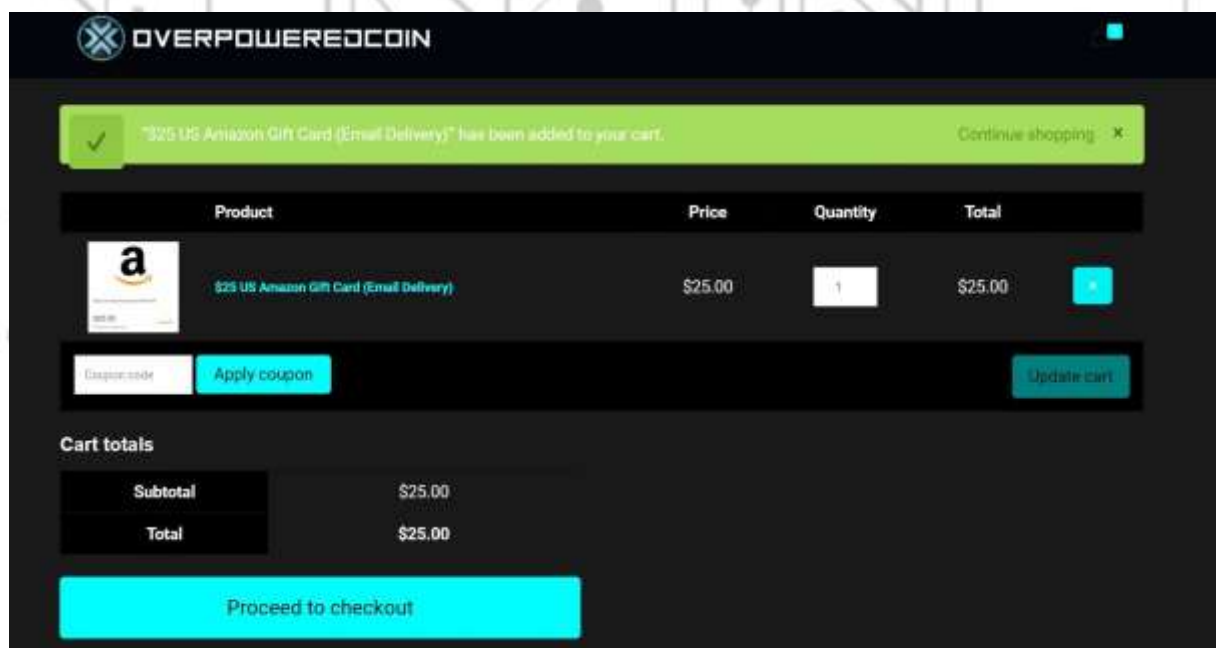 OVERPOWEREDCOIN
"$25 US Amazon Gift Card (Email Delivery)" has been added to your cart.
Continue shopping ×
Product Price Quantity Total
a
$25 US Amazon Gift Card (Email Delivery) $25.00 1 $25.00 ×
Coupon code Apply coupon Update cart
Cart totals
Subtotal $25.00
Total $25.00
Proceed to checkout